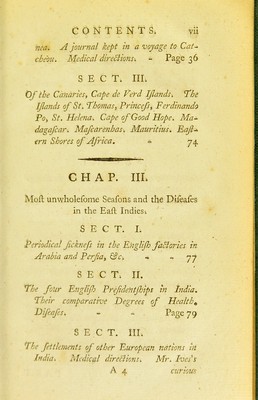 CONTENTS. vii
nea. A journal kept in a voyage to Cat-
cheou. Medical directions. - Page 36
SECT. III.
Of the Canaries, Cape de Verd Iſlands. The
Iſlands of St. Thomas, Princeſs, Ferdinando
Po, St. Helena. Cape of Good Hope. Ma-
dagaſcar. Maſcarenhas, Mauritius. Eaſt-
ern Shores of Africa. - 74
CHAP. III.
Moſt unwholeſome Seaſons and the Diſeaſes
in the Eaſt Indies.
SECT. I.
Periodical ſickneſs in the Engliſh factories in
Arabia and Perſia, &c. - - 77
SECT. II.
The four Engliſh Preſidentſhips in India.
Their comparative Degrees of Health.
Diſeaſes. - - Page 79
SECT. III.
The ſettlements of other European nations in
India. Medical directions. Mr. Ives's
A 4 curious